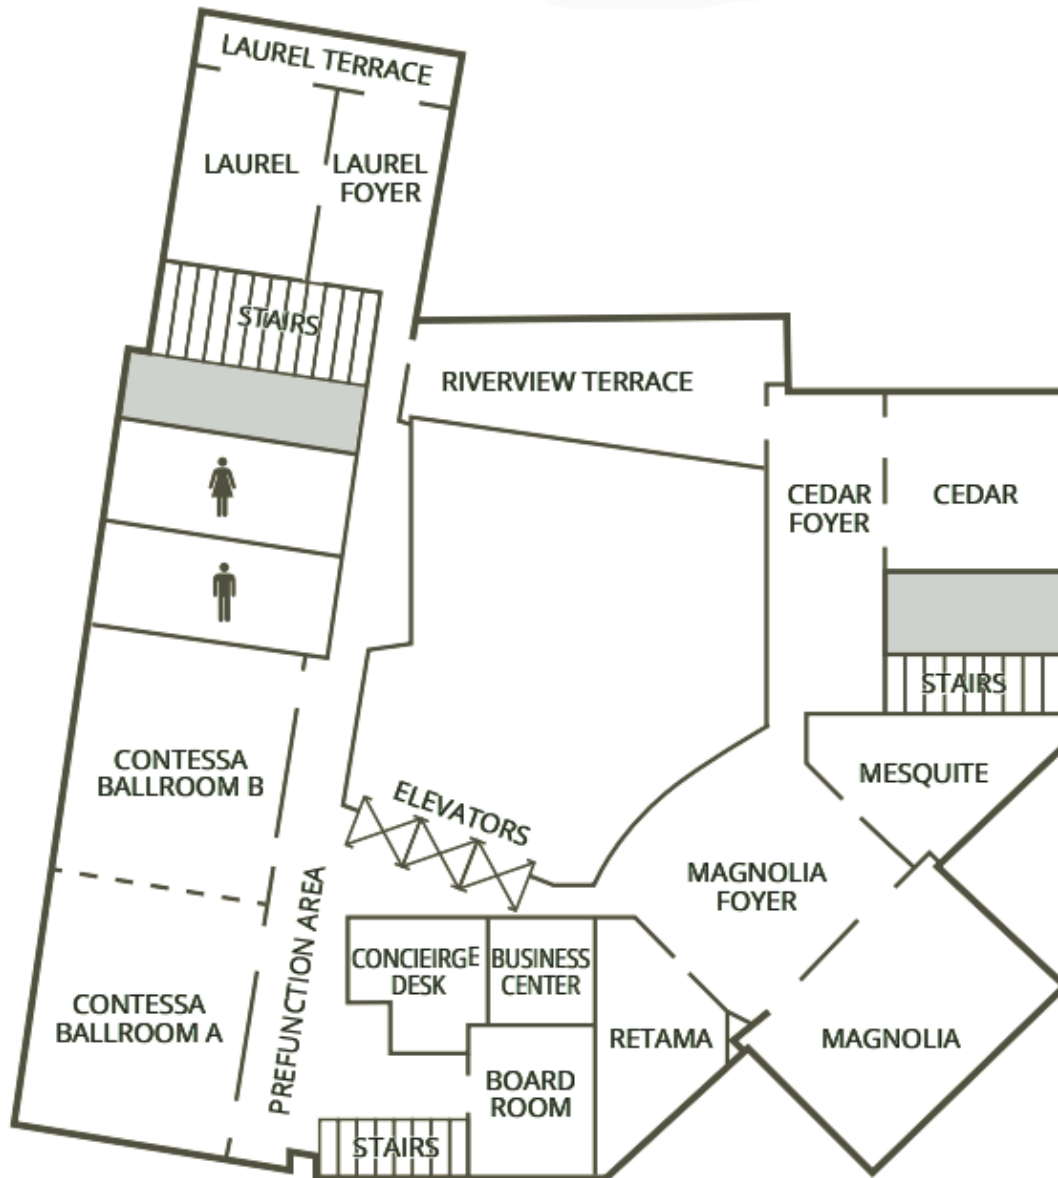 LAUREL TERRACE
LAUREL
LAUREL
FOYER
STAIRS
RIVERVIEW TERRACE
CEDAR
FOYER
CEDAR
STAIRS
CONTESSA
BALLROOM B
MESQUITE
ELEVATORS
MAGNOLIA
FOYER
PREFUNCTION AREA
CONCIEIRGE
DESK
BUSINESS
CENTER
CONTESSA
BALLROOM A
RETAMA
MAGNOLIA
BOARD
ROOM
STAIRS